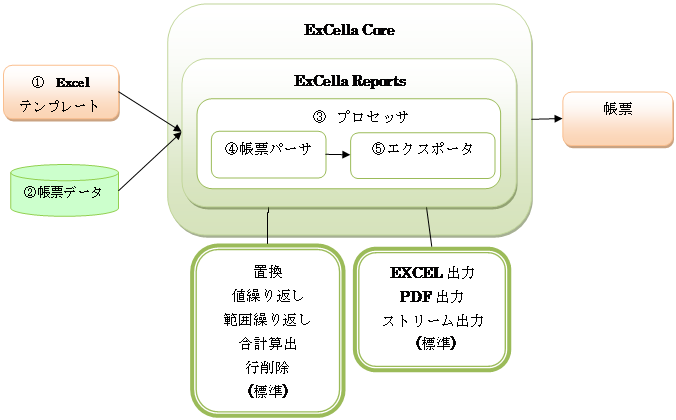 ExCella Core
ExCella Reports
① Excel
テンプレート
②帳票データ
③ プロセッサ
④帳票パーサ
⑤エクスポータ
帳票
置換
値繰り返し
範囲繰り返し
合計算出
行削除
(標準)
EXCEL 出力
PDF 出力
ストリーム出力
(標準)